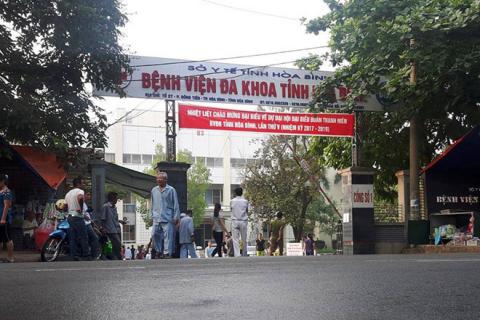 SỞ Y TẾ TỈNH HÒA BÌNH
BỆNH VIỆN ĐA KHOA TỈNH
NHIỆT LIỆT CHÀO MỪNG ĐẠI BIỂU VỀ DỰ ĐẠI HỘI ĐẠI BIỂU ĐOÀN THANH NIÊN
BVĐK TỈNH HÒA BÌNH, LẦN THỨ V (NHIỆM KỲ 2017 - 2019)
CỔNG SỐ 1
BỆNH VIỆN